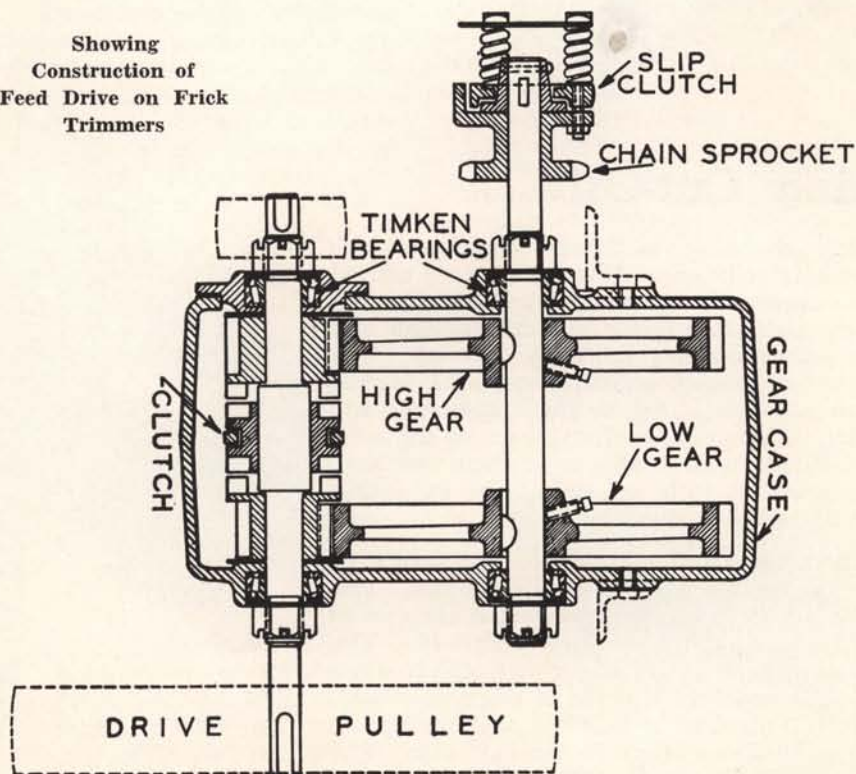 Showing
Construction of
Feed Drive on Frick
Trimmers
SLIP
CLUTCH
CHAIN SPROCKET
TIMKEN
BEARINGS
HIGH
GEAR
CLUTCH
LOW
GEAR
GEAR CASE
DRIVE PULLEY